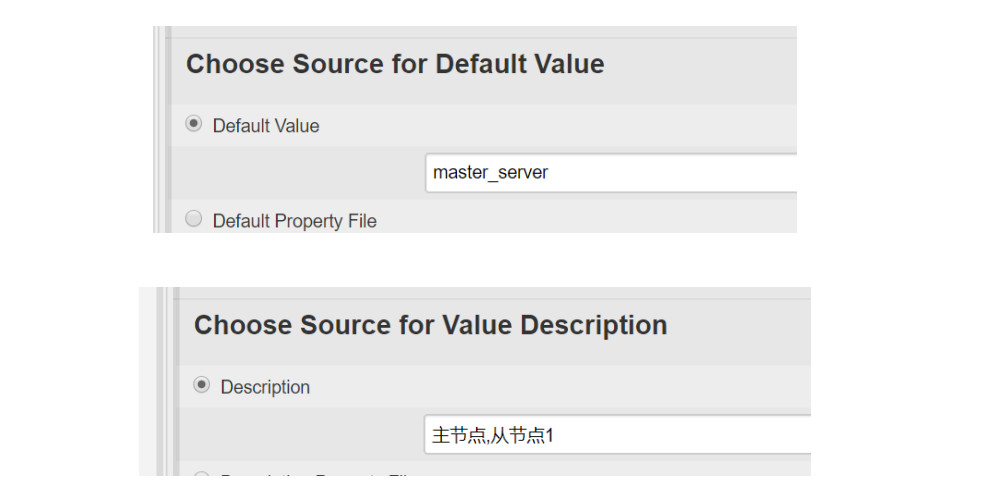 Choose Source for Default Value
Default Value
master_server
Default Property File
Choose Source for Value Description
Description
主节点,从节点1